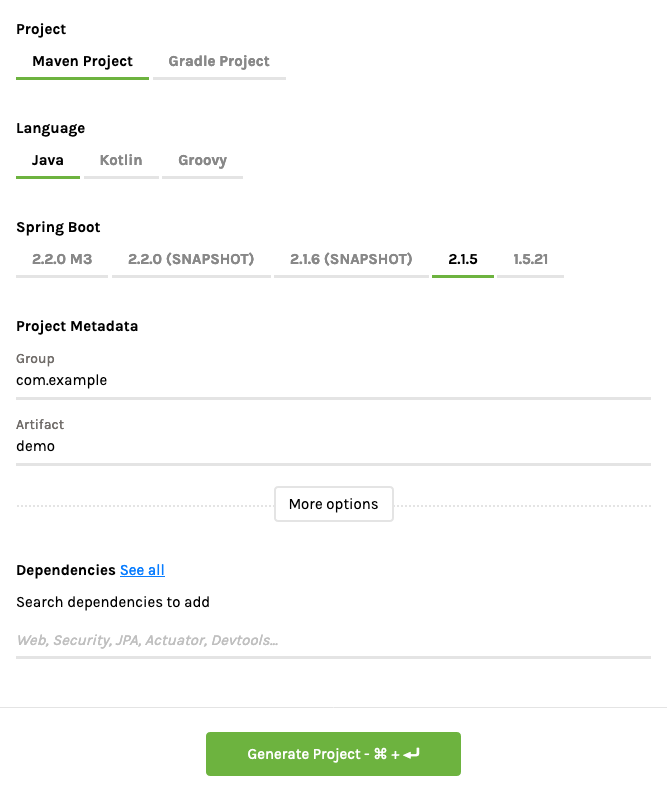 Project
Maven Project Gradle Project
Language
Java Kotlin Groovy
Spring Boot
2.2.0 M3 2.2.0 (SNAPSHOT) 2.1.6 (SNAPSHOT) 2.1.5 1.5.21
Project Metadata
Group
com.example
Artifact
demo
More options
Dependencies See all
Search dependencies to add
Web, Security, JPA, Actuator, Devtools...
Generate Project - ⌘ + ↵